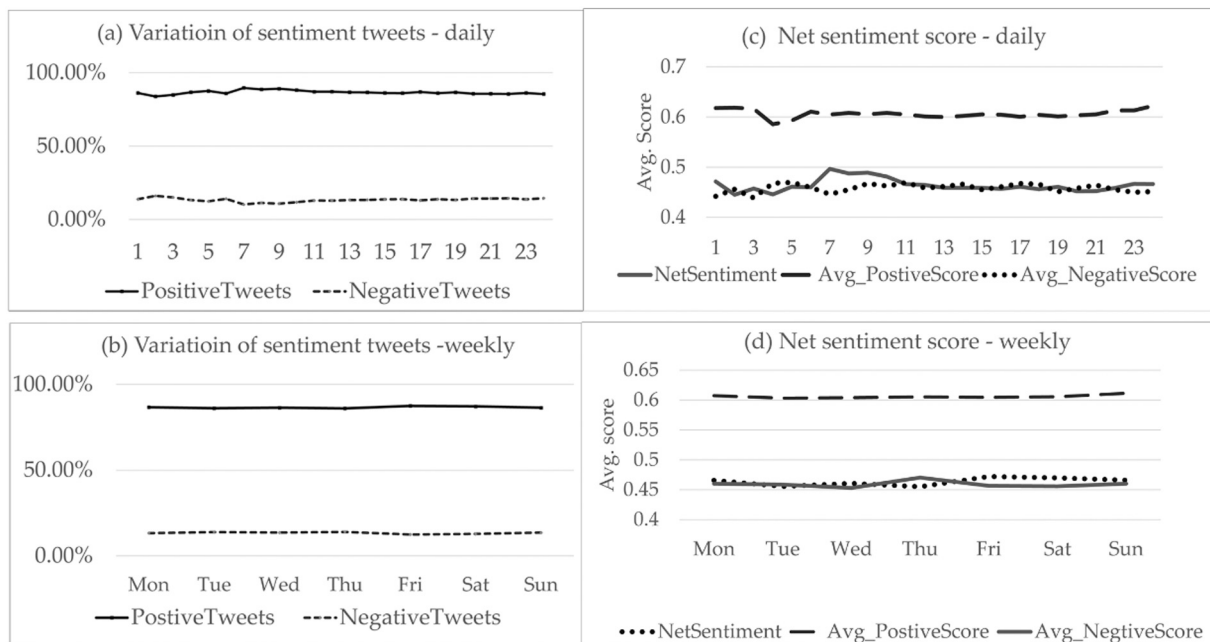 (a) Variatioin of sentiment tweets - daily
100.00%
50.00%
0.00%
1 3 5 7 9 11 13 15 17 19 21 23
PositiveTweets NegativeTweets
(c) Net sentiment score - daily
0.7
0.6
0.5
0.4
Avg. Score
1 3 5 7 9 11 13 15 17 19 21 23
NetSentiment Avg_PostiveScore Avg_NegativeScore
(b) Variatioin of sentiment tweets -weekly
100.00%
50.00%
0.00%
Mon Tue Wed Thu Fri Sat Sun
PostiveTweets NegativeTweets
(d) Net sentiment score - weekly
0.65
0.6
0.55
0.5
0.45
0.4
Avg. score
Mon Tue Wed Thu Fri Sat Sun
NetSentiment Avg_PostiveScore Avg_NegtiveScore